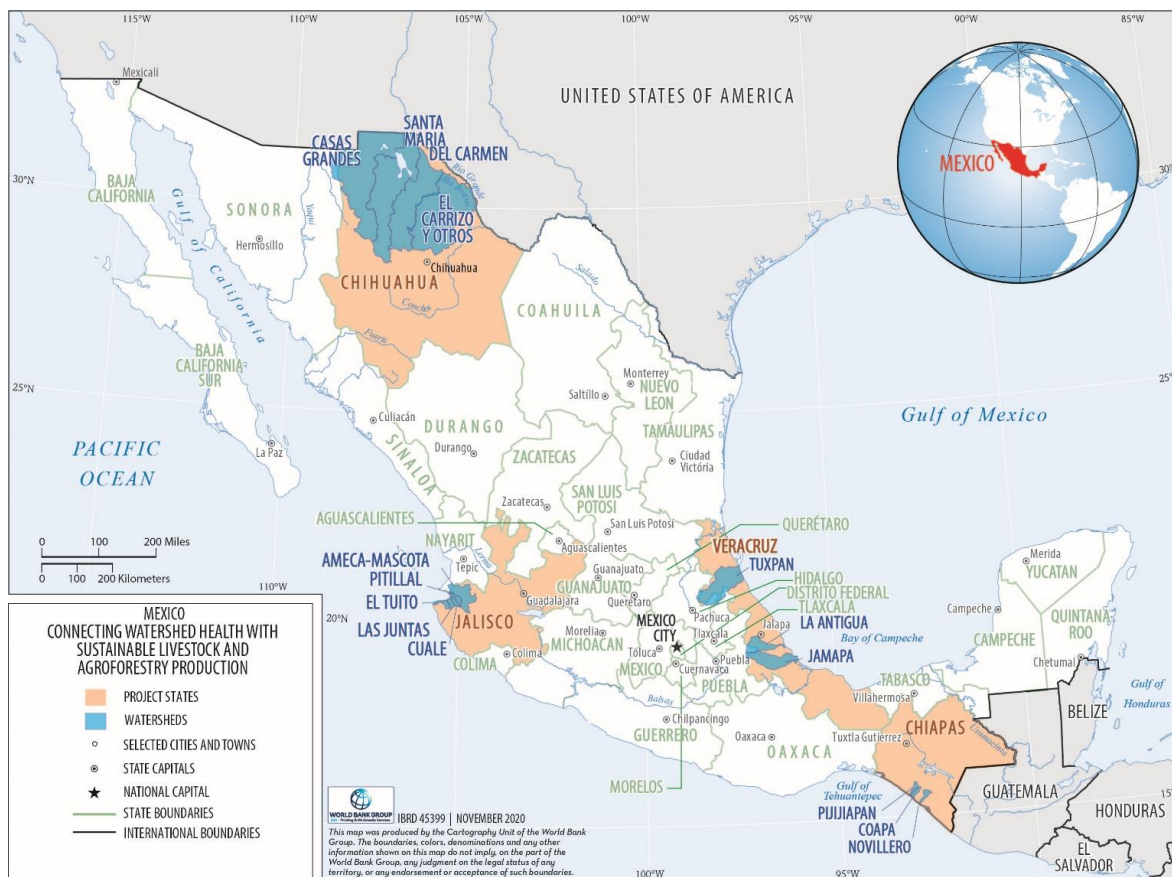 115°W
110°W
105°W
100°W
95°W
90°W
85°W
Mexicali
UNITED STATES OF AMERICA
MEXICO
CASAS
GRANDES
SANTA
MARIA
DEL CARMEN
Rio Grande
30°N
30°N
BAJA
CALIFORNIA
Gulf of California
SONORA
Yaqui
Hermosillo
EL
CARRIZO
Y OTROS
Chihuahua
CHIHUAHUA
Conchos
Salado
COAHUILA
Fuerte
BAJA
CALIFORNIA
SUR
Monterrey
NUEVO
LEON
Saltillo
25°N
25°N
Culiacán
DURANGO
Durango
TAMAULIPAS
Gulf of Mexico
PACIFIC
OCEAN
La Paz
SINALOA
ZACATECAS
Ciudad
Victória
Zacatecas
SAN LUIS
POTOSI
San Luis Potosí
AGUASCALIENTES
QUERÉTARO
NAYARIT
Aguascalientes
VERACRUZ
TUXPAN
Merida
YUCATAN
0 100 200 Miles
0 100 200 Kilometers
AMECA-MASCOTA
PITILLAL
Tepic
Lerma
Guanajuato
GUANAJUATO
HIDALGO
DISTRITO FEDERAL
TLAXCALA
110°W
EL TUITO
Guadalajara
Querétaro
Pachuca
LA ANTIGUA
Campeche
QUINTANA
ROO
20°N
LAS JUNTAS
CUALE
JALISCO
Morelia
MICHOACAN
MEXICO
CITY
Tlaxcala
Jalapa
Bay of Campeche
JAMAPA
CAMPECHE
Chetumal
COLIMA
Colima
Toluca
MEXICO
Cuernavaca
Puebla
PUEBLA
TABASCO
Villahermosa
BELIZE
Gulf of
Honduras
Balsas
Chilpancingo
GUERRERO
Oaxaca
OAXACA
Tuxtla Gutiérrez
CHIAPAS
Usumacinta
MORELOS
Gulf of
Tehuantepec
PIJIJIAPAN
COAPA
NOVILLERO
GUATEMALA
15°N
HONDURAS
EL
SALVADOR
MEXICO
CONNECTING WATERSHED HEALTH WITH
SUSTAINABLE LIVESTOCK AND
AGROFORESTRY PRODUCTION
PROJECT STATES
WATERSHEDS
SELECTED CITIES AND TOWNS
STATE CAPITALS
NATIONAL CAPITAL
STATE BOUNDARIES
INTERNATIONAL BOUNDARIES
WORLD BANK GROUP
Printing & Multimedia Services
IBRD 45399 | NOVEMBER 2020
This map was produced by the Cartography Unit of the World Bank
Group. The boundaries, colors, denominations and any other
information shown on this map do not imply, on the part of the
World Bank Group, any judgment on the legal status of any
territory, or any endorsement or acceptance of such boundaries.
100°W
95°W